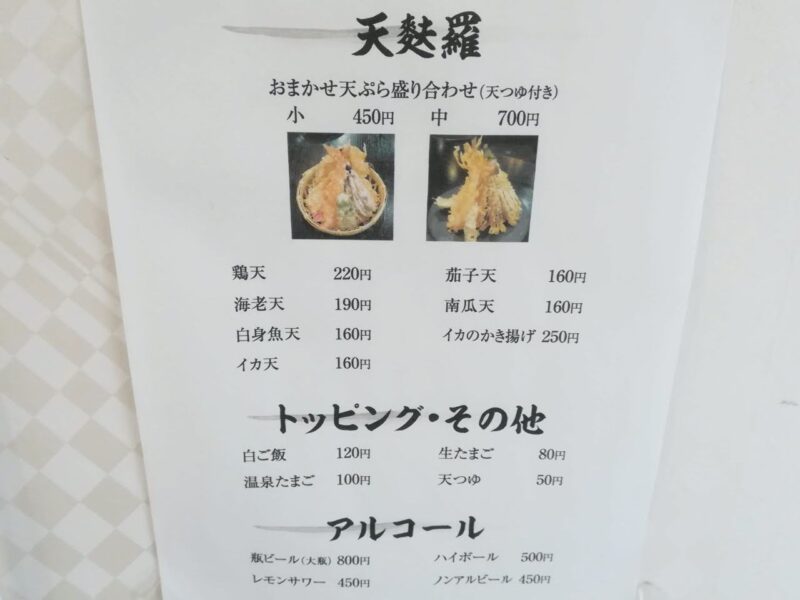 天麩羅
おまかせ天ぷら盛り合わせ(天つゆ付き)
小 450円 中 700円
鶏天 220円 茄子天 160円
海老天 190円 南瓜天 160円
白身魚天 160円 イカのかき揚げ 250円
イカ天 160円
トッピング・その他
白ご飯 120円 生たまご 80円
温泉たまご 100円 天つゆ 50円
アルコール
瓶ビール(大瓶) 800円 ハイボール 500円
レモンサワー 450円 ノンアルビール 450円